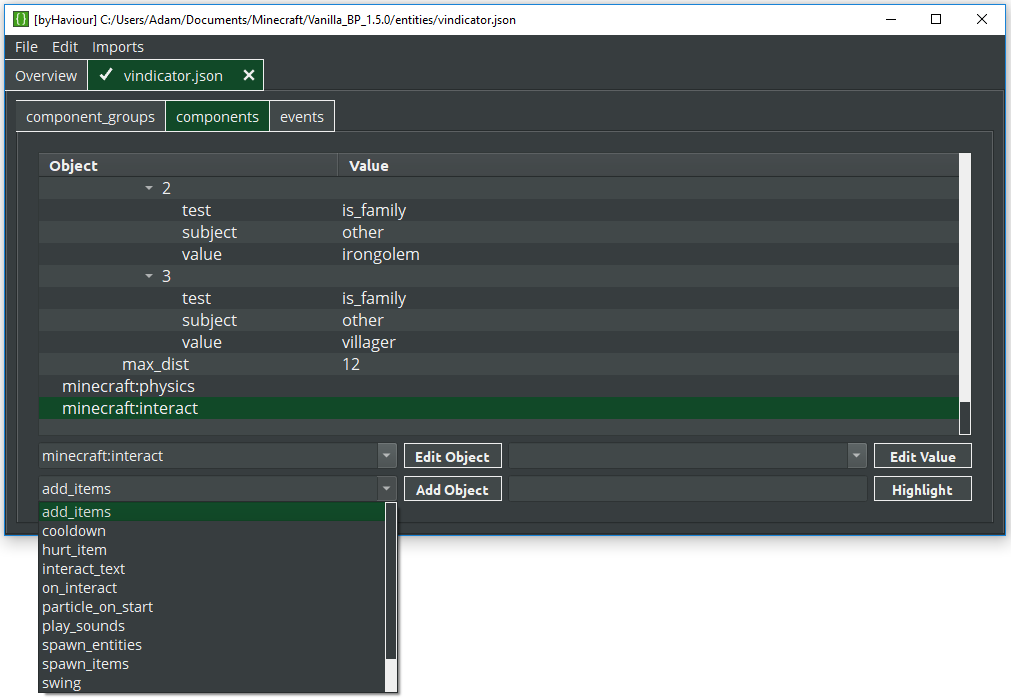 [byHaviour] C:/Users/Adam/Documents/Minecraft/Vanilla_BP_1.5.0/entities/vindicator.json
File Edit Imports
Overview vindicator.json
component_groups components events
Object Value
2
test is_family
subject other
value irongolem
3
test is_family
subject other
value villager
max_dist 12
minecraft:physics
minecraft:interact
minecraft:interact Edit Object Edit Value
add_items Add Object Highlight
add_items
cooldown
hurt_item
interact_text
on_interact
particle_on_start
play_sounds
spawn_entities
spawn_items
swing